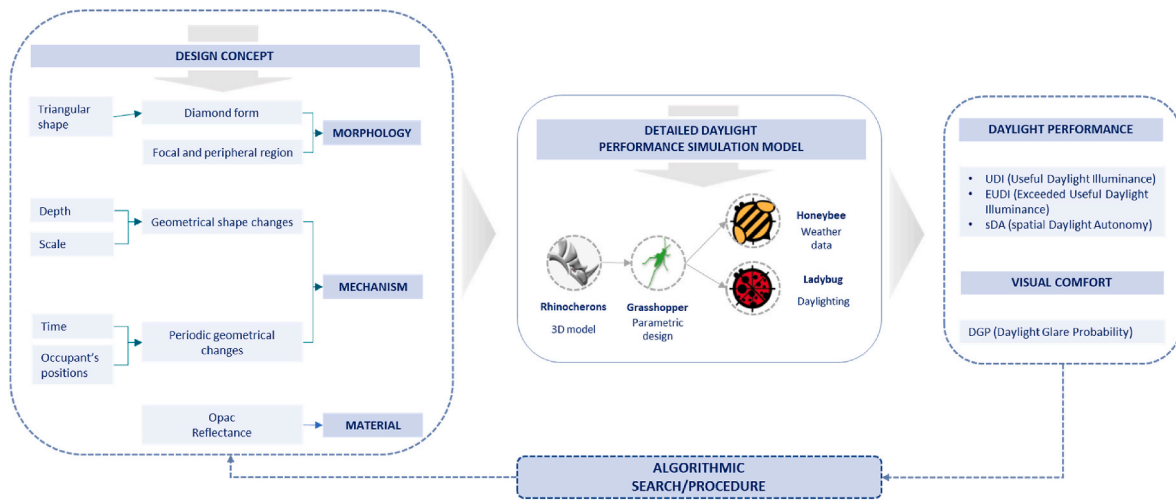 DESIGN CONCEPT
Triangular
shape
Diamond form
Focal and peripheral region
MORPHOLOGY
Depth
Scale
Geometrical shape changes
MECHANISM
Time
Occupant's
positions
Periodic geometrical
changes
Opac
Reflectance
MATERIAL
DETAILED DAYLIGHT
PERFORMANCE SIMULATION MODEL
Rhinocherons
3D model
Grasshopper
Parametric
design
Honeybee
Weather
data
Ladybug
Daylighting
DAYLIGHT PERFORMANCE
• UDI (Useful Daylight Illuminance)
• EUDI (Exceeded Useful Daylight
Illuminance)
• sDA (spatial Daylight Autonomy)
VISUAL COMFORT
DGP (Daylight Glare Probability)
ALGORITHMIC
SEARCH/PROCEDURE